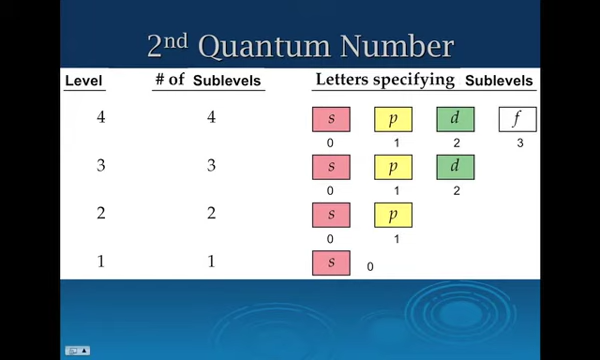 2nd Quantum Number
Level # of Sublevels Letters specifying Sublevels
4 4 s p d f
0 1 2 3
3 3 s p d
0 1 2
2 2 s p
0 1
1 1 s 0